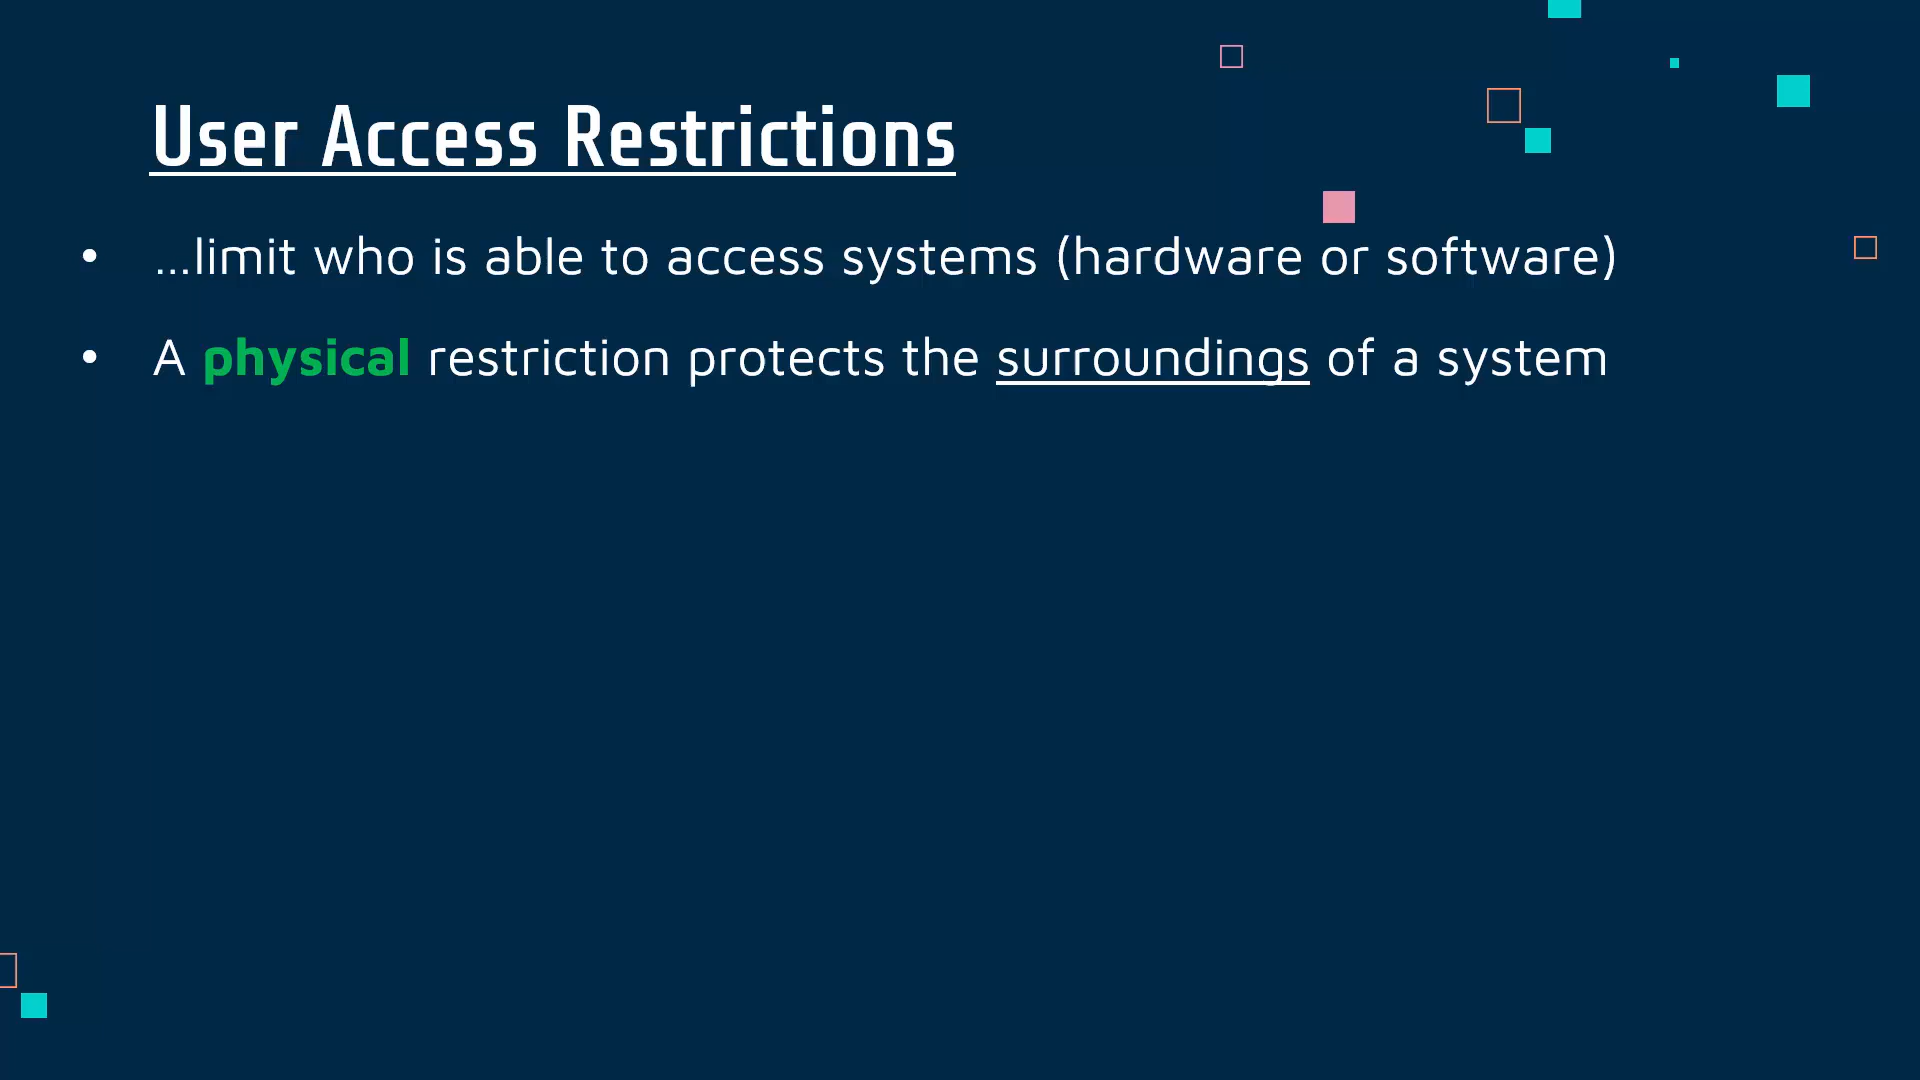 User Access Restrictions
• ...limit who is able to access systems (hardware or software)
• A physical restriction protects the surroundings of a system